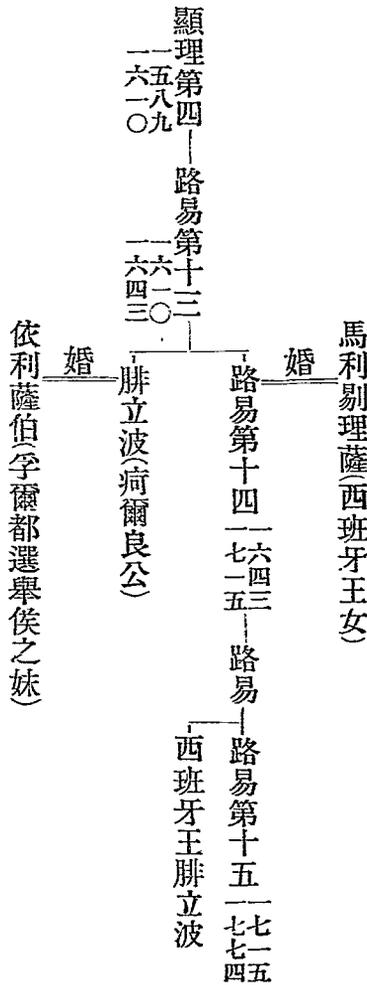 顯理第四
一五八九
一六一〇
路易第十三
一六一〇
一六四三
馬利剔理薩(西班牙王女)
婚
路易第十四
一六四三
一七一五
路易
路易第十五
一七一五
一七七四
西班牙王腓立波
腓立波(疴爾良公)
婚
依利薩伯(孚爾都選舉侯之妹)